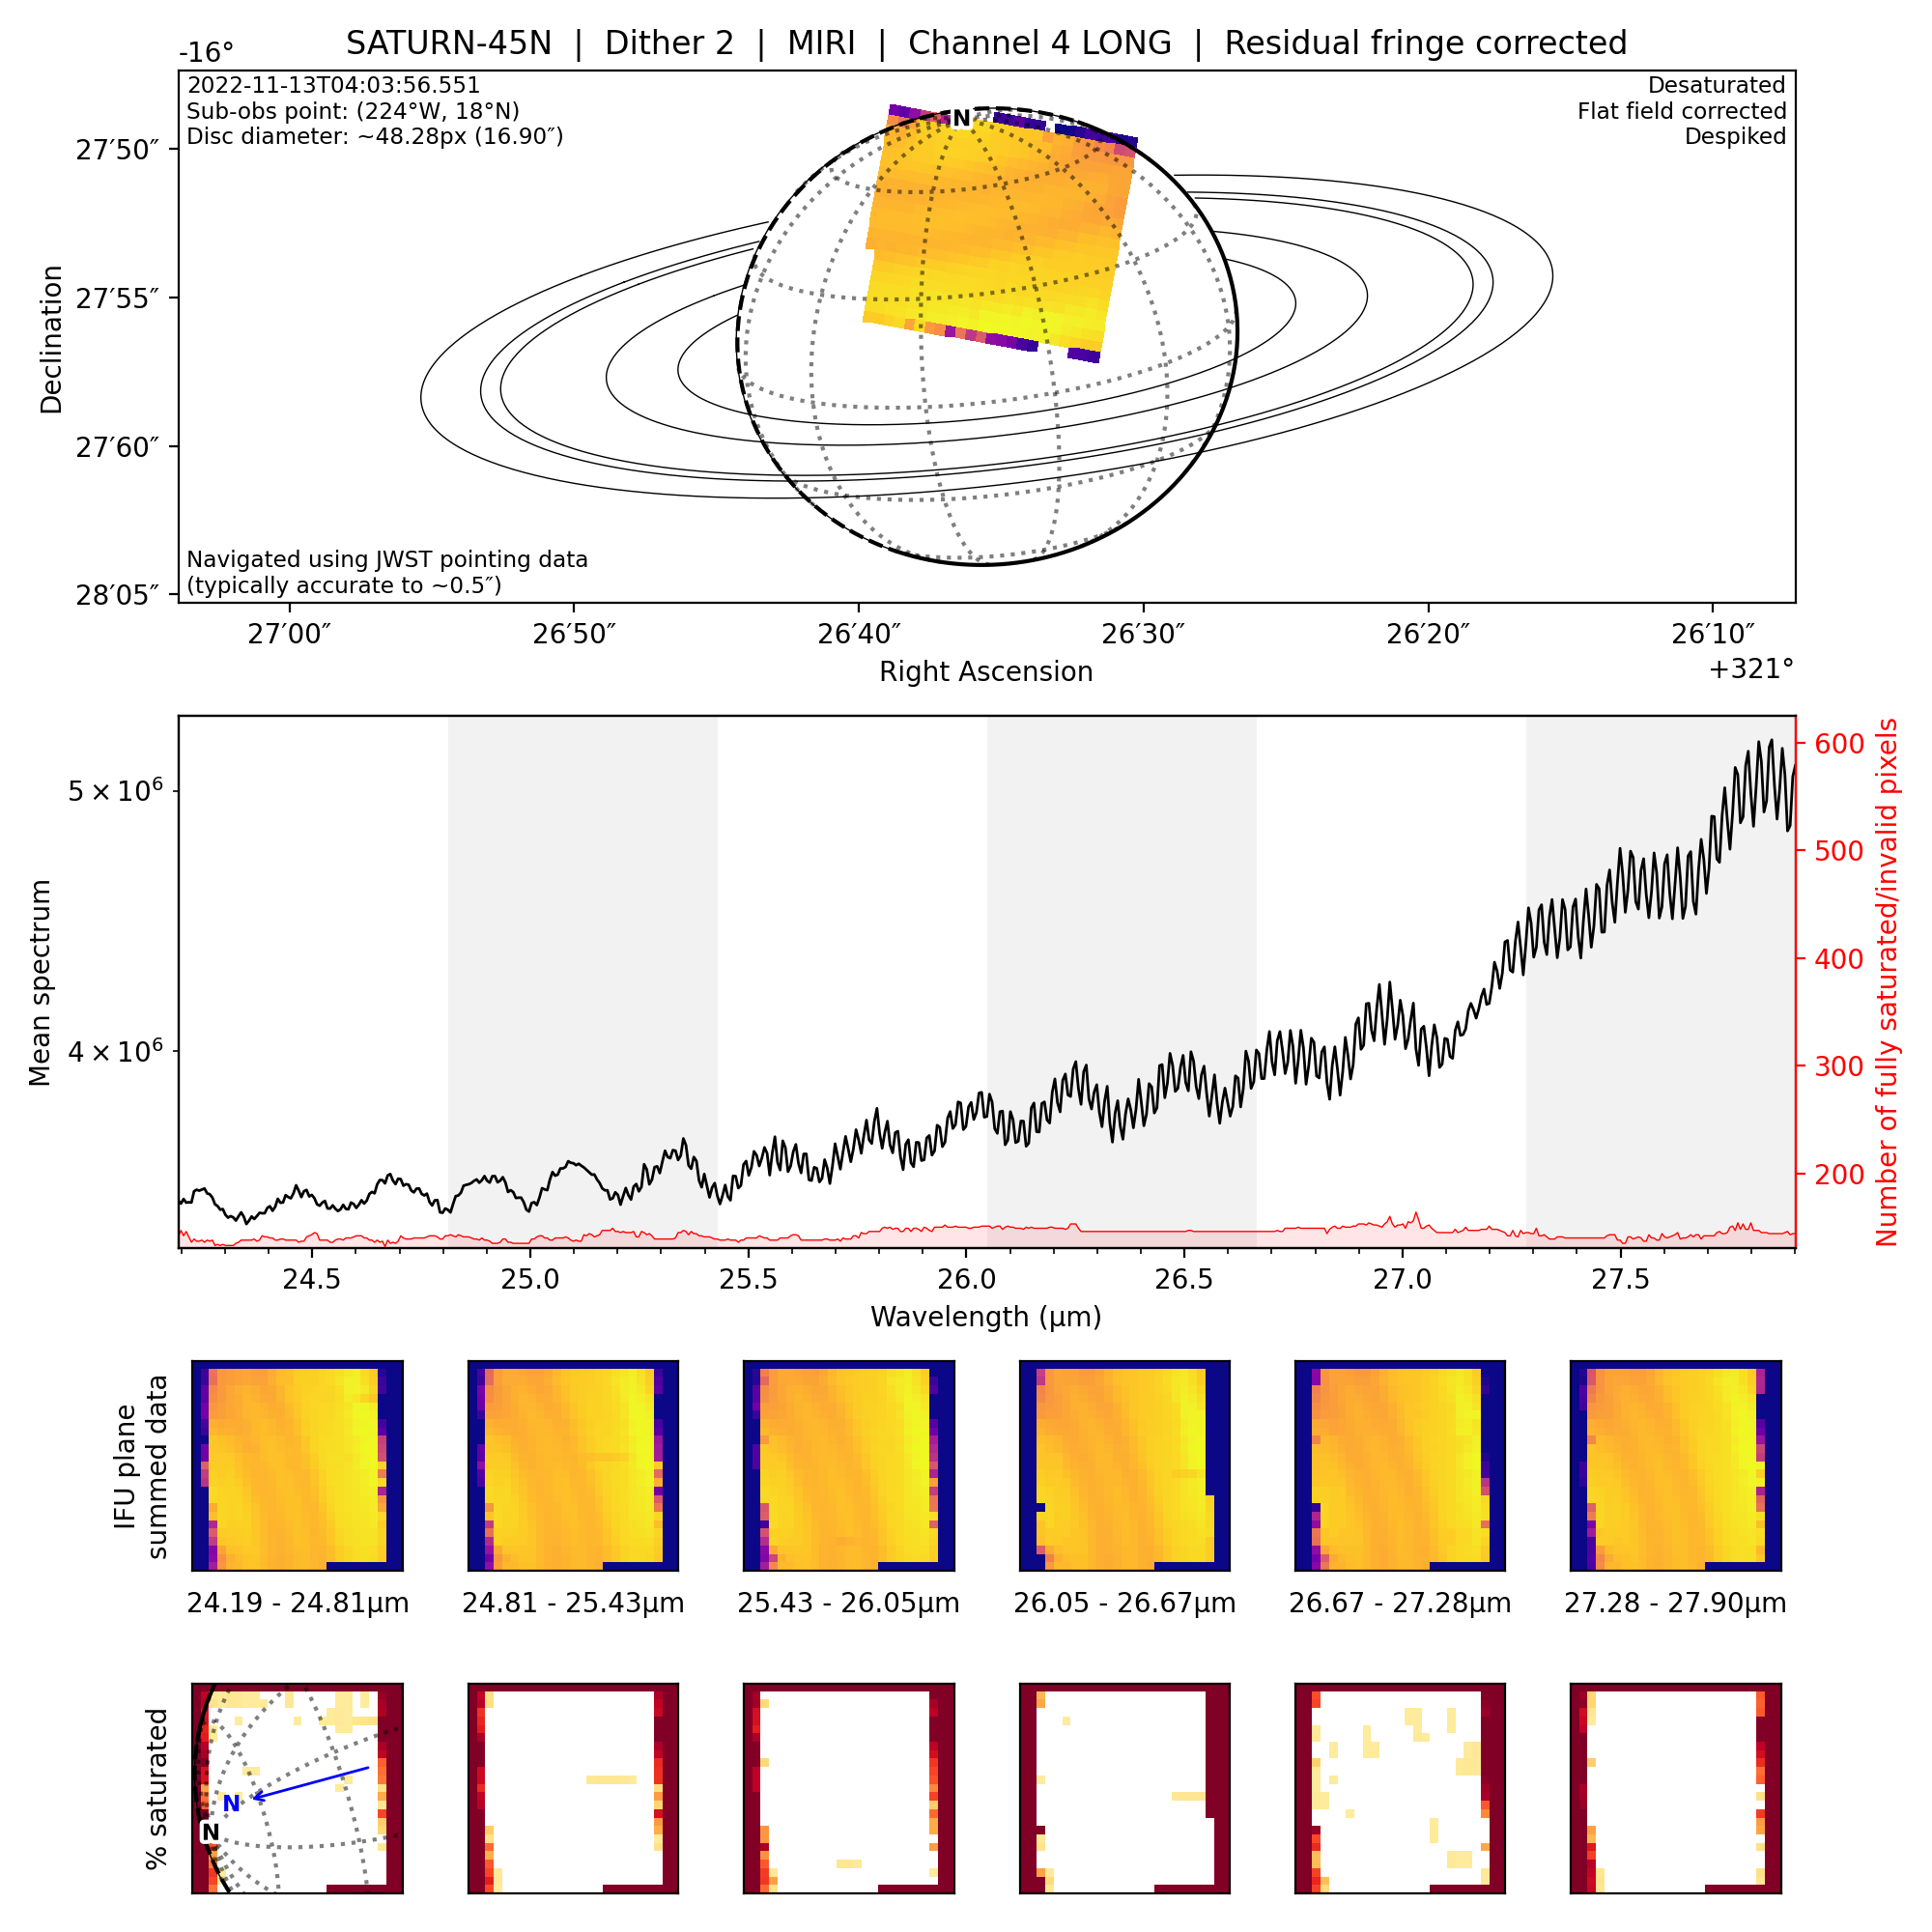 SATURN-45N | Dither 2 | MIRI | Channel 4 LONG | Residual fringe corrected
-16°
2022-11-13T04:03:56.551
Sub-obs point: (224°W, 18°N)
Disc diameter: ~48.28px (16.90″)
Desaturated
Flat field corrected
Despiked
N
27′50″
27′55″
27′60″
28′05″
Declination
Navigated using JWST pointing data
(typically accurate to ~0.5″)
27′00″ 26′50″ 26′40″ 26′30″ 26′20″ 26′10″
Right Ascension
+321°
5 × 10⁶
4 × 10⁶
Mean spectrum
600
500
400
300
200
Number of fully saturated/invalid pixels
24.5 25.0 25.5 26.0 26.5 27.0 27.5
Wavelength (µm)
IFU plane
summed data
24.19 - 24.81µm 24.81 - 25.43µm 25.43 - 26.05µm 26.05 - 26.67µm 26.67 - 27.28µm 27.28 - 27.90µm
% saturated
N
N